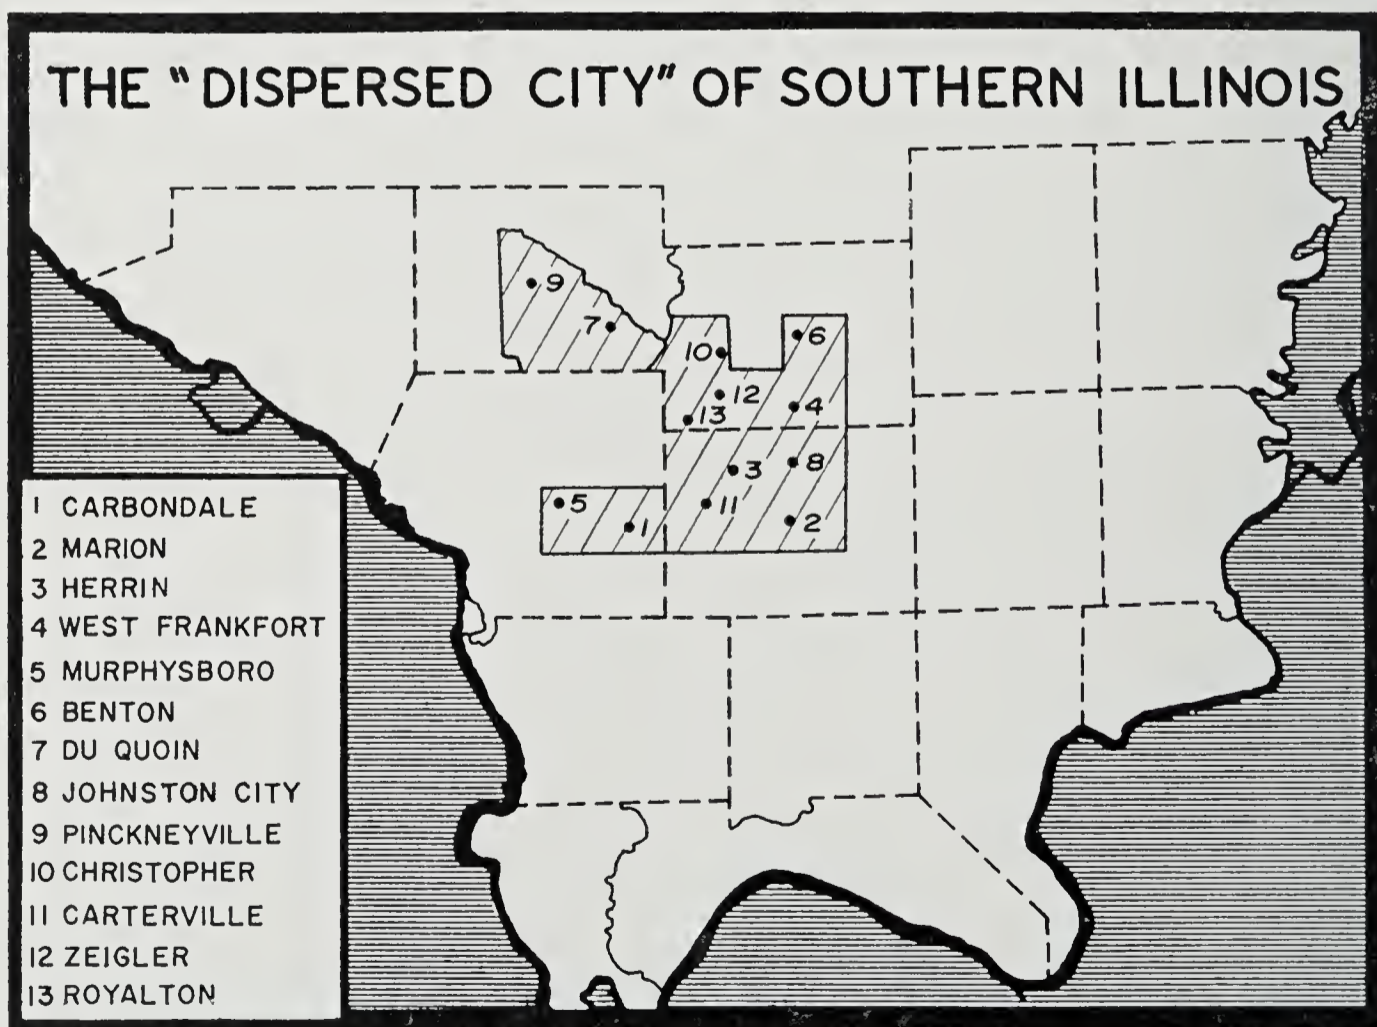 THE "DISPERSED CITY" OF SOUTHERN ILLINOIS
9
7
6
10
12
13
4
3
8
5
11
1
2
1 CARBONDALE
2 MARION
3 HERRIN
4 WEST FRANKFORT
5 MURPHYSBORO
6 BENTON
7 DU QUOIN
8 JOHNSTON CITY
9 PINCKNEYVILLE
10 CHRISTOPHER
11 CARTERVILLE
12 ZEIGLER
13 ROYALTON